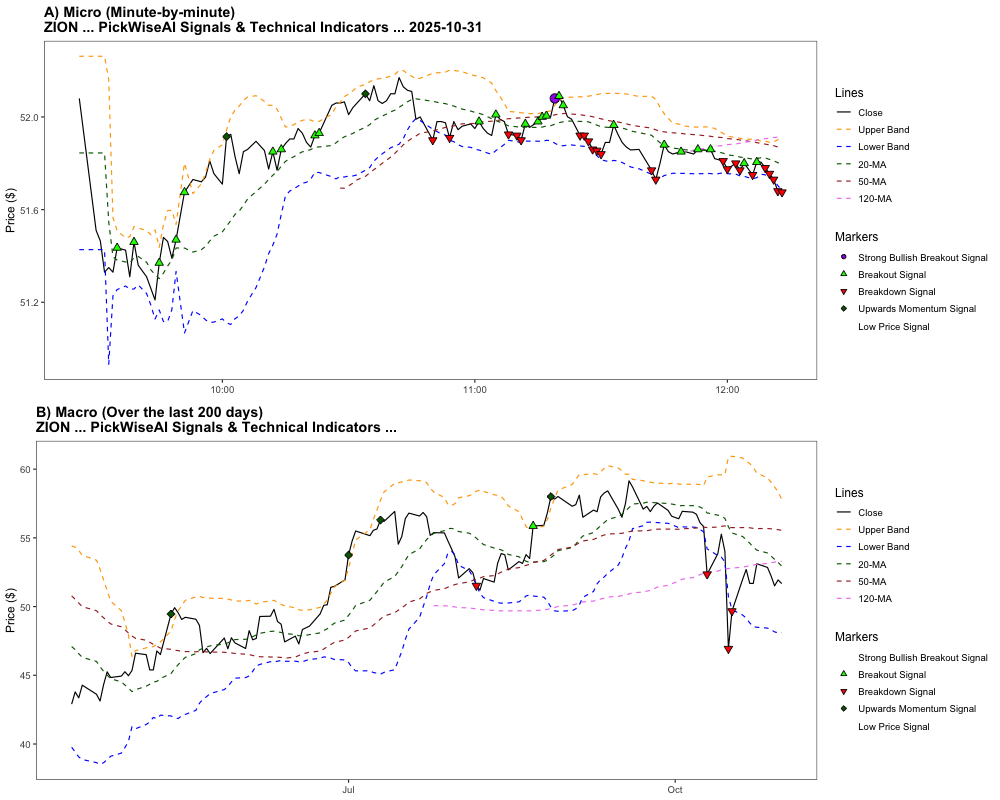 A) Micro (Minute-by-minute)
ZION ... PickWiseAI Signals & Technical Indicators ... 2025-10-31
Price ($)
52.0
51.6
51.2
10:00
11:00
12:00
Lines
Close
Upper Band
Lower Band
20-MA
50-MA
120-MA
Markers
Strong Bullish Breakout Signal
Breakout Signal
Breakdown Signal
Upwards Momentum Signal
Low Price Signal
B) Macro (Over the last 200 days)
ZION ... PickWiseAI Signals & Technical Indicators ...
Price ($)
60
55
50
45
40
Jul
Oct
Lines
Close
Upper Band
Lower Band
20-MA
50-MA
120-MA
Markers
Strong Bullish Breakout Signal
Breakout Signal
Breakdown Signal
Upwards Momentum Signal
Low Price Signal